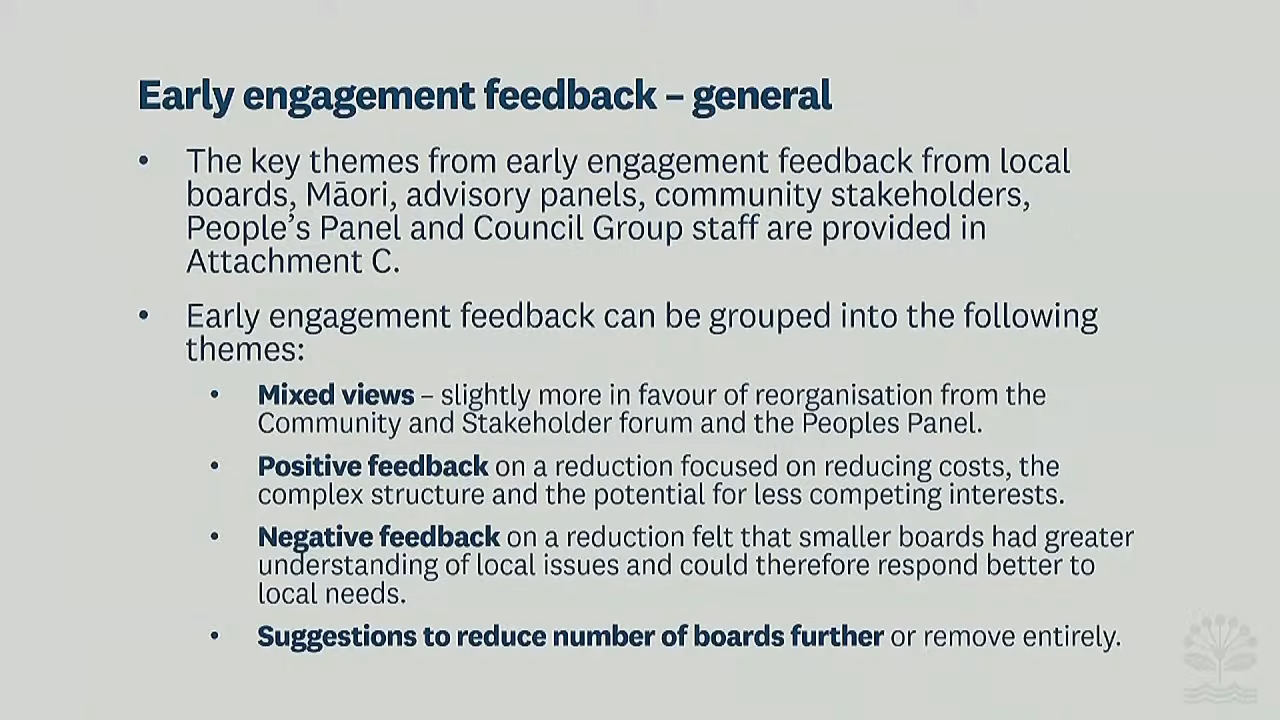 Early engagement feedback – general
• The key themes from early engagement feedback from local
boards, Māori, advisory panels, community stakeholders,
People's Panel and Council Group staff are provided in
Attachment C.
• Early engagement feedback can be grouped into the following
themes:
• Mixed views – slightly more in favour of reorganisation from the
Community and Stakeholder forum and the Peoples Panel.
• Positive feedback on a reduction focused on reducing costs, the
complex structure and the potential for less competing interests.
• Negative feedback on a reduction felt that smaller boards had greater
understanding of local issues and could therefore respond better to
local needs.
• Suggestions to reduce number of boards further or remove entirely.